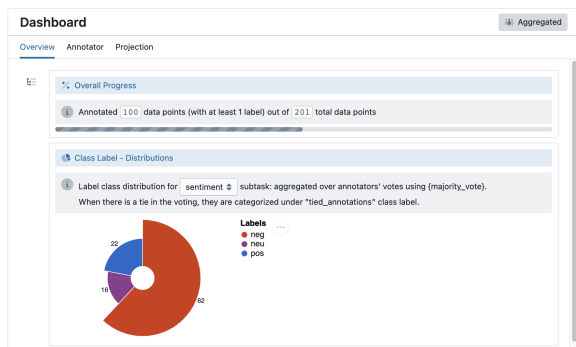 Dashboard
Aggregated
Overview Annotator Projection
Overall Progress
Annotated 100 data points (with at least 1 label) out of 201 total data points
Class Label - Distributions
Label class distribution for sentiment subtask: aggregated over annotators' votes using {majority_vote}.
When there is a tie in the voting, they are categorized under "tied_annotations" class label.
Labels
neg
neu
pos
22
16
62